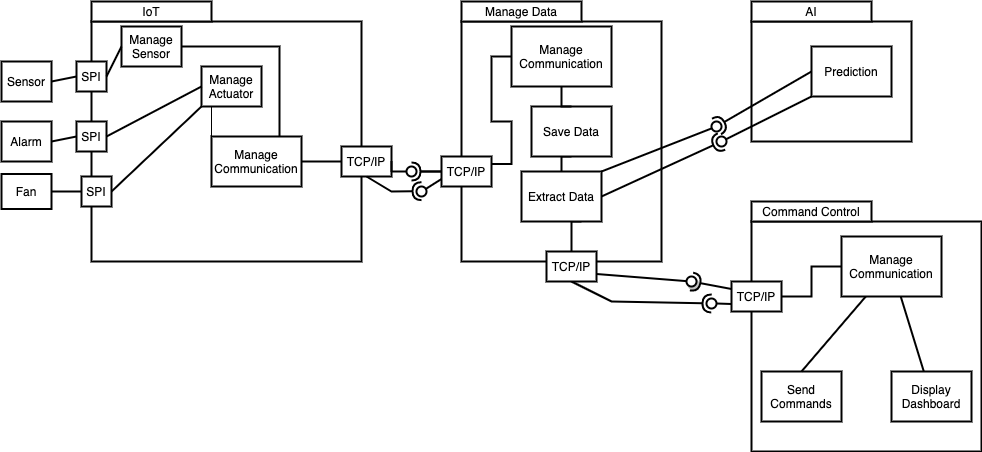 IoT
Manage
Sensor
Sensor
SPI
Manage
Actuator
Alarm
SPI
Manage
Communication
Fan
SPI
TCP/IP
Manage Data
Manage
Communication
Save Data
TCP/IP
Extract Data
TCP/IP
AI
Prediction
Command Control
Manage
Communication
TCP/IP
Send
Commands
Display
Dashboard